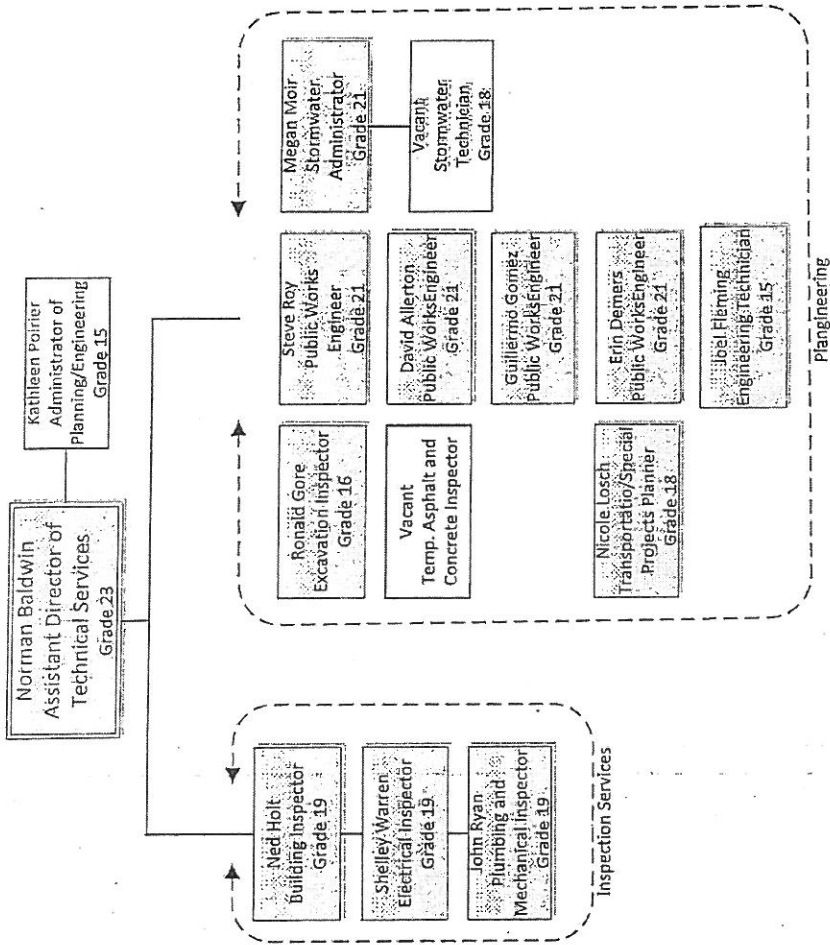 Norman Baldwin
Assistant Director of
Technical Services
Grade 23
Kathleen Poirier
Administrator of
Planning/Engineering
Grade 15
Ned Holt
Building Inspector
Grade 19
Shelley Warren
Electrical Inspector
Grade 19
John Ryan
Plumbing and
Mechanical Inspector
Grade 19
Inspection Services
Ronald Gore
Excavation Inspector
Grade 16
Vacant
Temp. Asphalt and
Concrete Inspector
Nicole Losch
Transportatio/Special
Projects Planner
Grade 18
Steve Roy
Public Works
Engineer
Grade 21
David Allerton
Public WorksEngineer
Grade 21
Guillermo Gomez
Public WorksEngineer
Grade 21
Erin Demers
Public WorksEngineer
Grade 21
Joel Fleming
Engineering Technician
Grade 15
Megan Moir
Stormwater
Administrator
Grade 21
Vacant
Stormwater
Technician
Grade 18
Plangineering